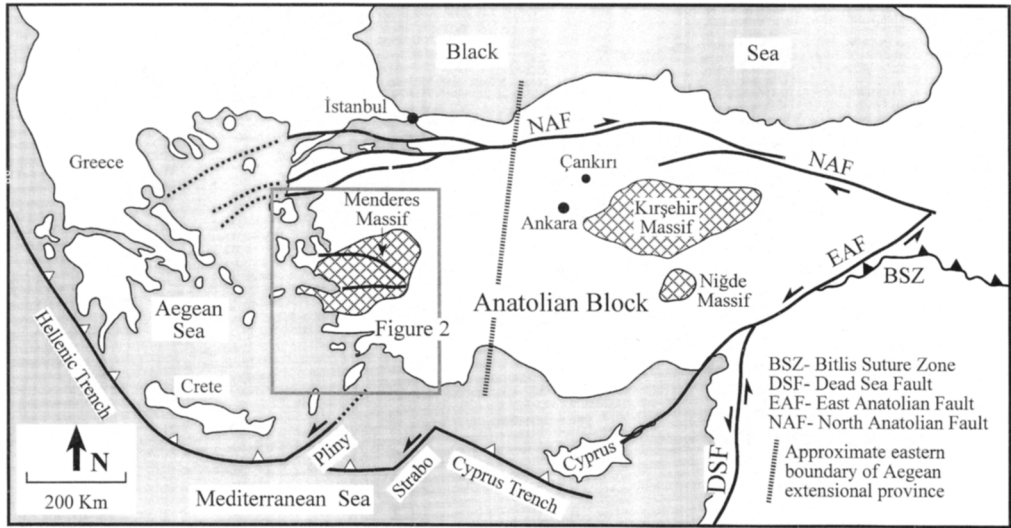 Black
Sea
İstanbul
NAF
Greece
Çankırı
NAF
Menderes
Massif
Ankara
Kırşehir
Massif
EAF
BSZ
Niğde
Massif
Aegean
Sea
Anatolian Block
Figure 2
Hellenic Trench
Crete
BSZ- Bitlis Suture Zone
DSF- Dead Sea Fault
EAF- East Anatolian Fault
NAF- North Anatolian Fault
Approximate eastern
boundary of Aegean
extensional province
N
200 Km
Pliny
Strabo
Cyprus Trench
Cyprus
DSF
Mediterranean Sea